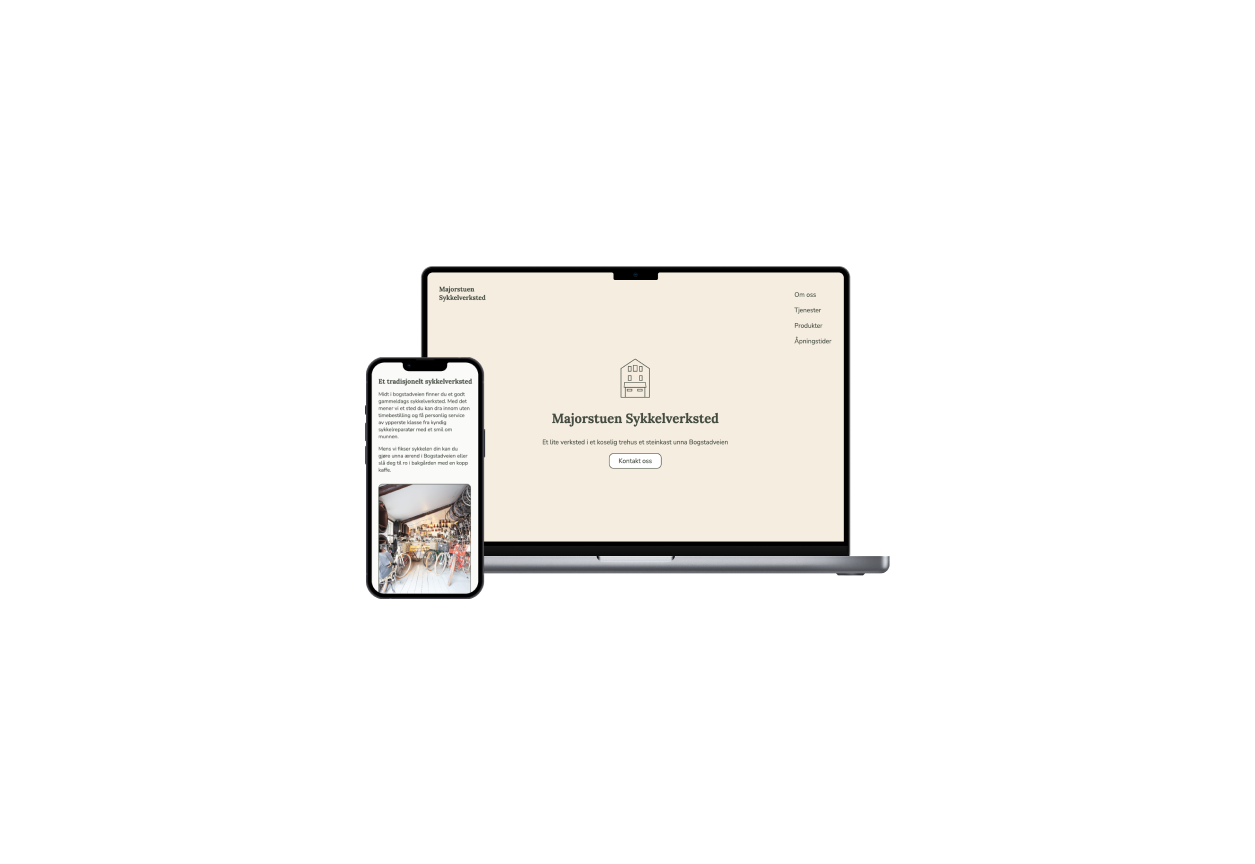 Majorstuen
Sykkelverksted
Om oss
Tjenester
Produkter
Åpningstider
Majorstuen Sykkelverksted
Et lite verksted i et koselig trehus et steinkast unna Bogstadveien
Kontakt oss
Et tradisjonelt sykkelverksted
Midt i bogstadveien finner du et godt
gammeldags sykkelverksted. Med det
mener vi et sted du kan dra innom uten
timebestilling og få personlig service
av ypperste klasse fra kyndig
sykkelreparatør med et smil om
munnen.
Mens vi fikser sykkelen din kan du
gjøre unna ærend i Bogstadveien eller
slå deg til ro i bakgården med en kopp
kaffe.